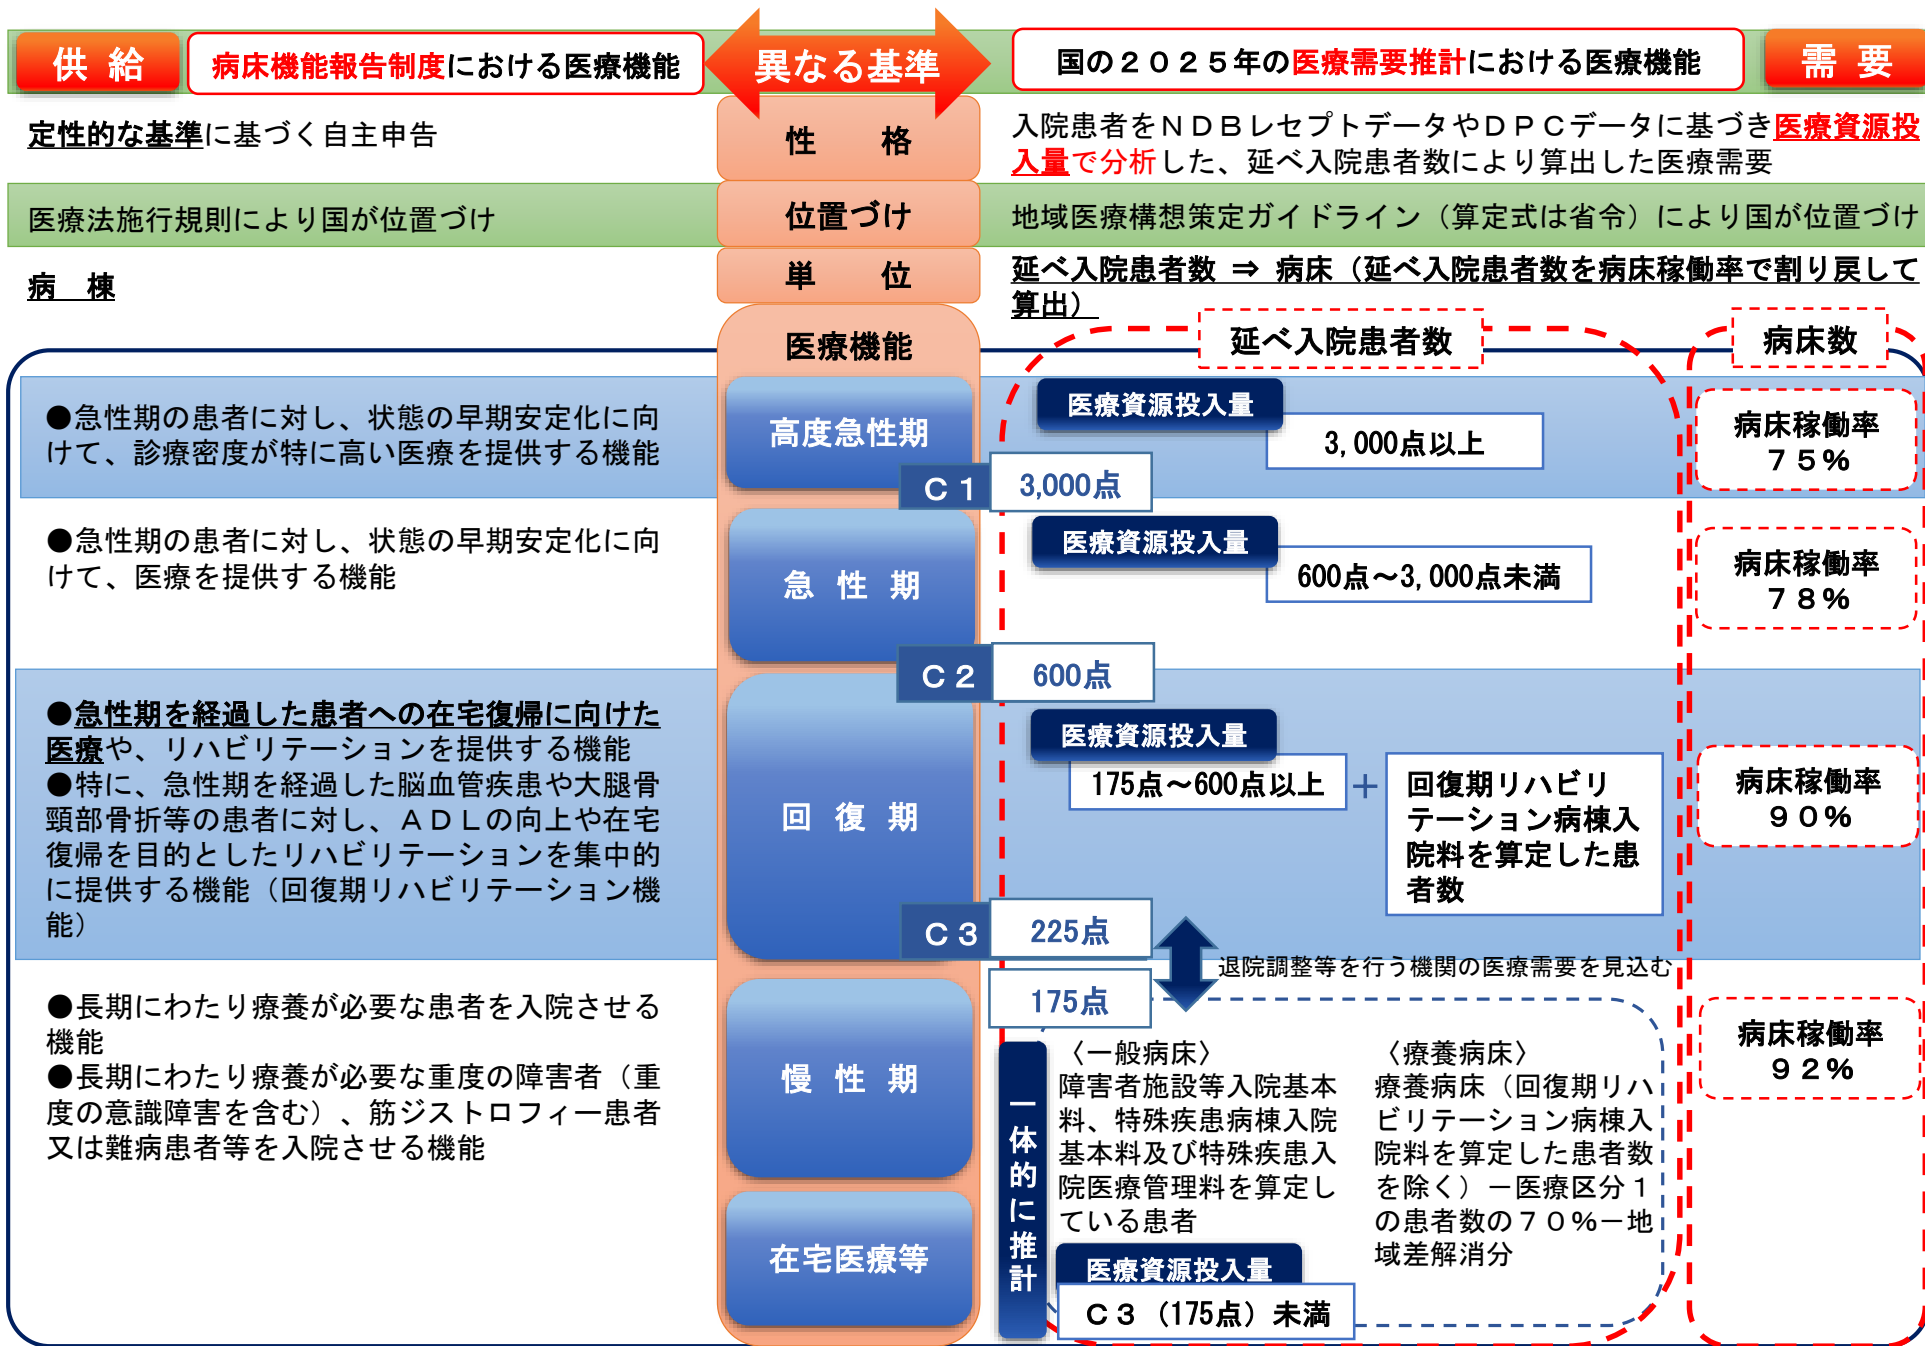 供 給
病床機能報告制度における医療機能
異なる基準
国の２０２５年の医療需要推計における医療機能
需 要
定性的な基準に基づく自主申告
性　格
入院患者をＮＤＢレセプトデータやＤＰＣデータに基づき医療資源投
入量で分析した、延べ入院患者数により算出した医療需要
医療法施行規則により国が位置づけ
位置づけ
地域医療構想策定ガイドライン（算定式は省令）により国が位置づけ
病　棟
単　位
延べ入院患者数 ⇒ 病床（延べ入院患者数を病床稼働率で割り戻して
算出）
医療機能
延べ入院患者数
病床数
●急性期の患者に対し、状態の早期安定化に向
けて、診療密度が特に高い医療を提供する機能
高度急性期
医療資源投入量
3,000点以上
病床稼働率
７５％
Ｃ１
3,000点
●急性期の患者に対し、状態の早期安定化に向
けて、医療を提供する機能
急 性 期
医療資源投入量
600点～3,000点未満
病床稼働率
７８％
Ｃ２
600点
●急性期を経過した患者への在宅復帰に向けた
医療や、リハビリテーションを提供する機能
●特に、急性期を経過した脳血管疾患や大腿骨
頸部骨折等の患者に対し、ＡＤＬの向上や在宅
復帰を目的としたリハビリテーションを集中的
に提供する機能（回復期リハビリテーション機
能）
回 復 期
医療資源投入量
175点～600点以上
＋
回復期リハビリ
テーション病棟入
院料を算定した患
者数
病床稼働率
９０％
Ｃ３
225点
退院調整等を行う機関の医療需要を見込む
175点
●長期にわたり療養が必要な患者を入院させる
機能
●長期にわたり療養が必要な重度の障害者（重
度の意識障害を含む）、筋ジストロフィー患者
又は難病患者等を入院させる機能
慢 性 期
在宅医療等
一体的に推計
〈一般病床〉
障害者施設等入院基本
料、特殊疾患病棟入院
基本料及び特殊疾患入
院医療管理料を算定し
ている患者
〈療養病床〉
療養病床（回復期リハ
ビリテーション病棟入
院料を算定した患者数
を除く）－医療区分１
の患者数の７０％－地
域差解消分
医療資源投入量
Ｃ３（175点）未満
病床稼働率
９２％